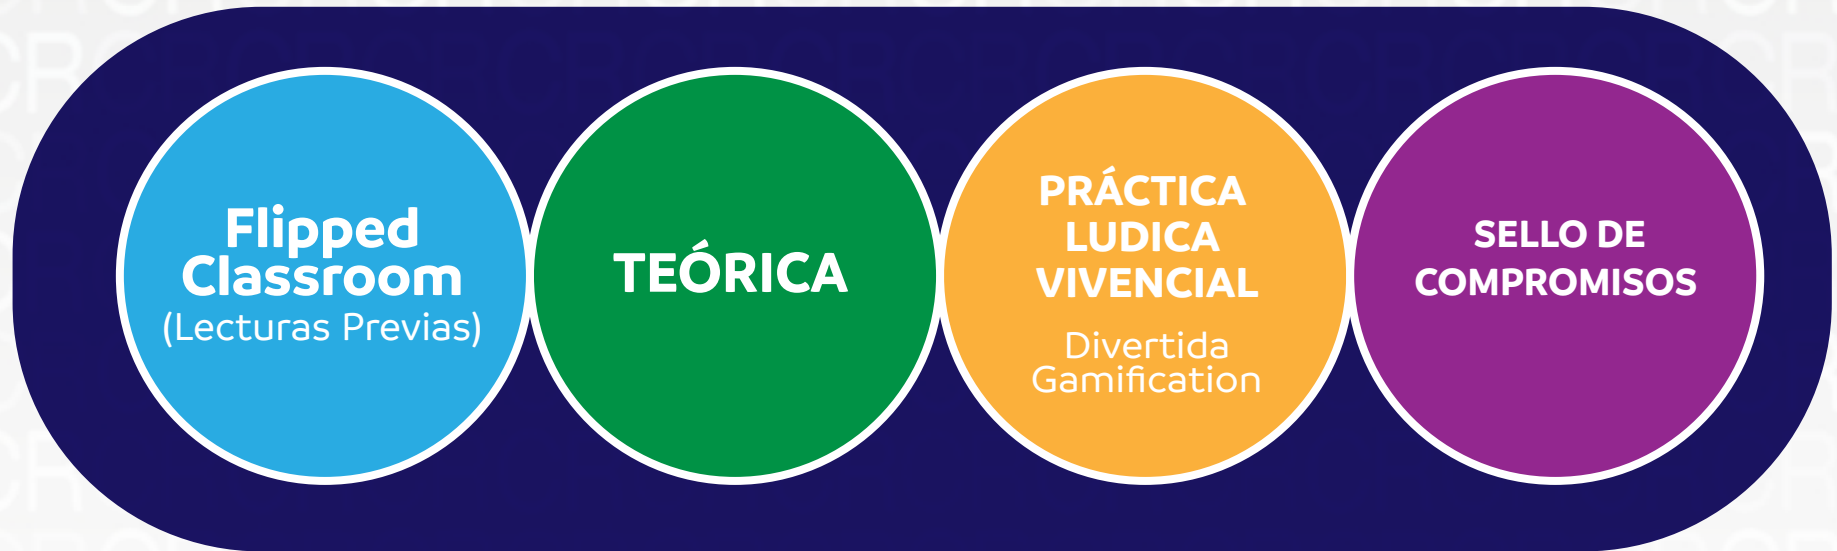 Flipped
Classroom
(Lecturas Previas)
TEÓRICA
PRÁCTICA
LUDICA
VIVENCIAL
Divertida
Gamification
SELLO DE
COMPROMISOS